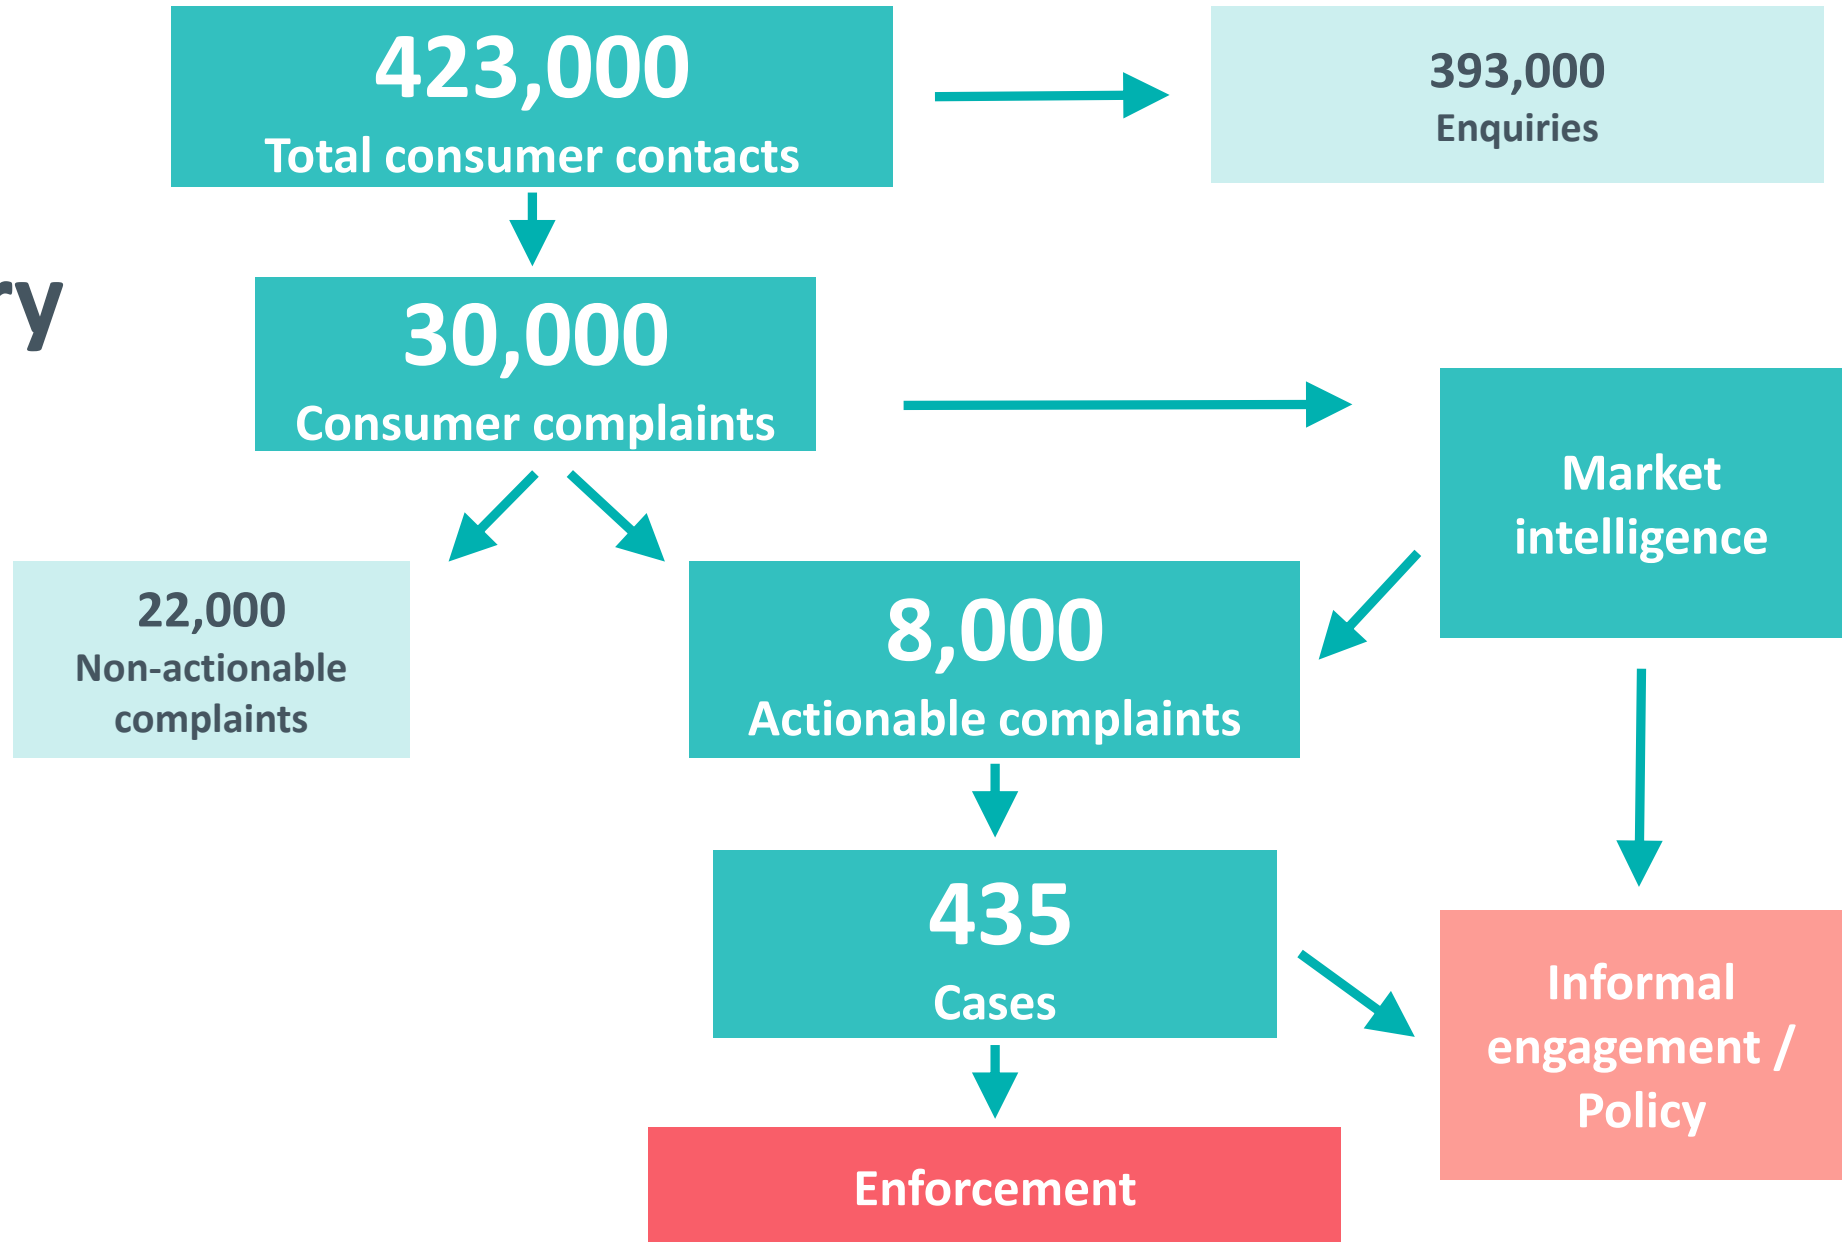 423,000
Total consumer contacts
393,000
Enquiries
30,000
Consumer complaints
Market
intelligence
22,000
Non-actionable
complaints
8,000
Actionable complaints
435
Cases
Informal
engagement /
Policy
Enforcement